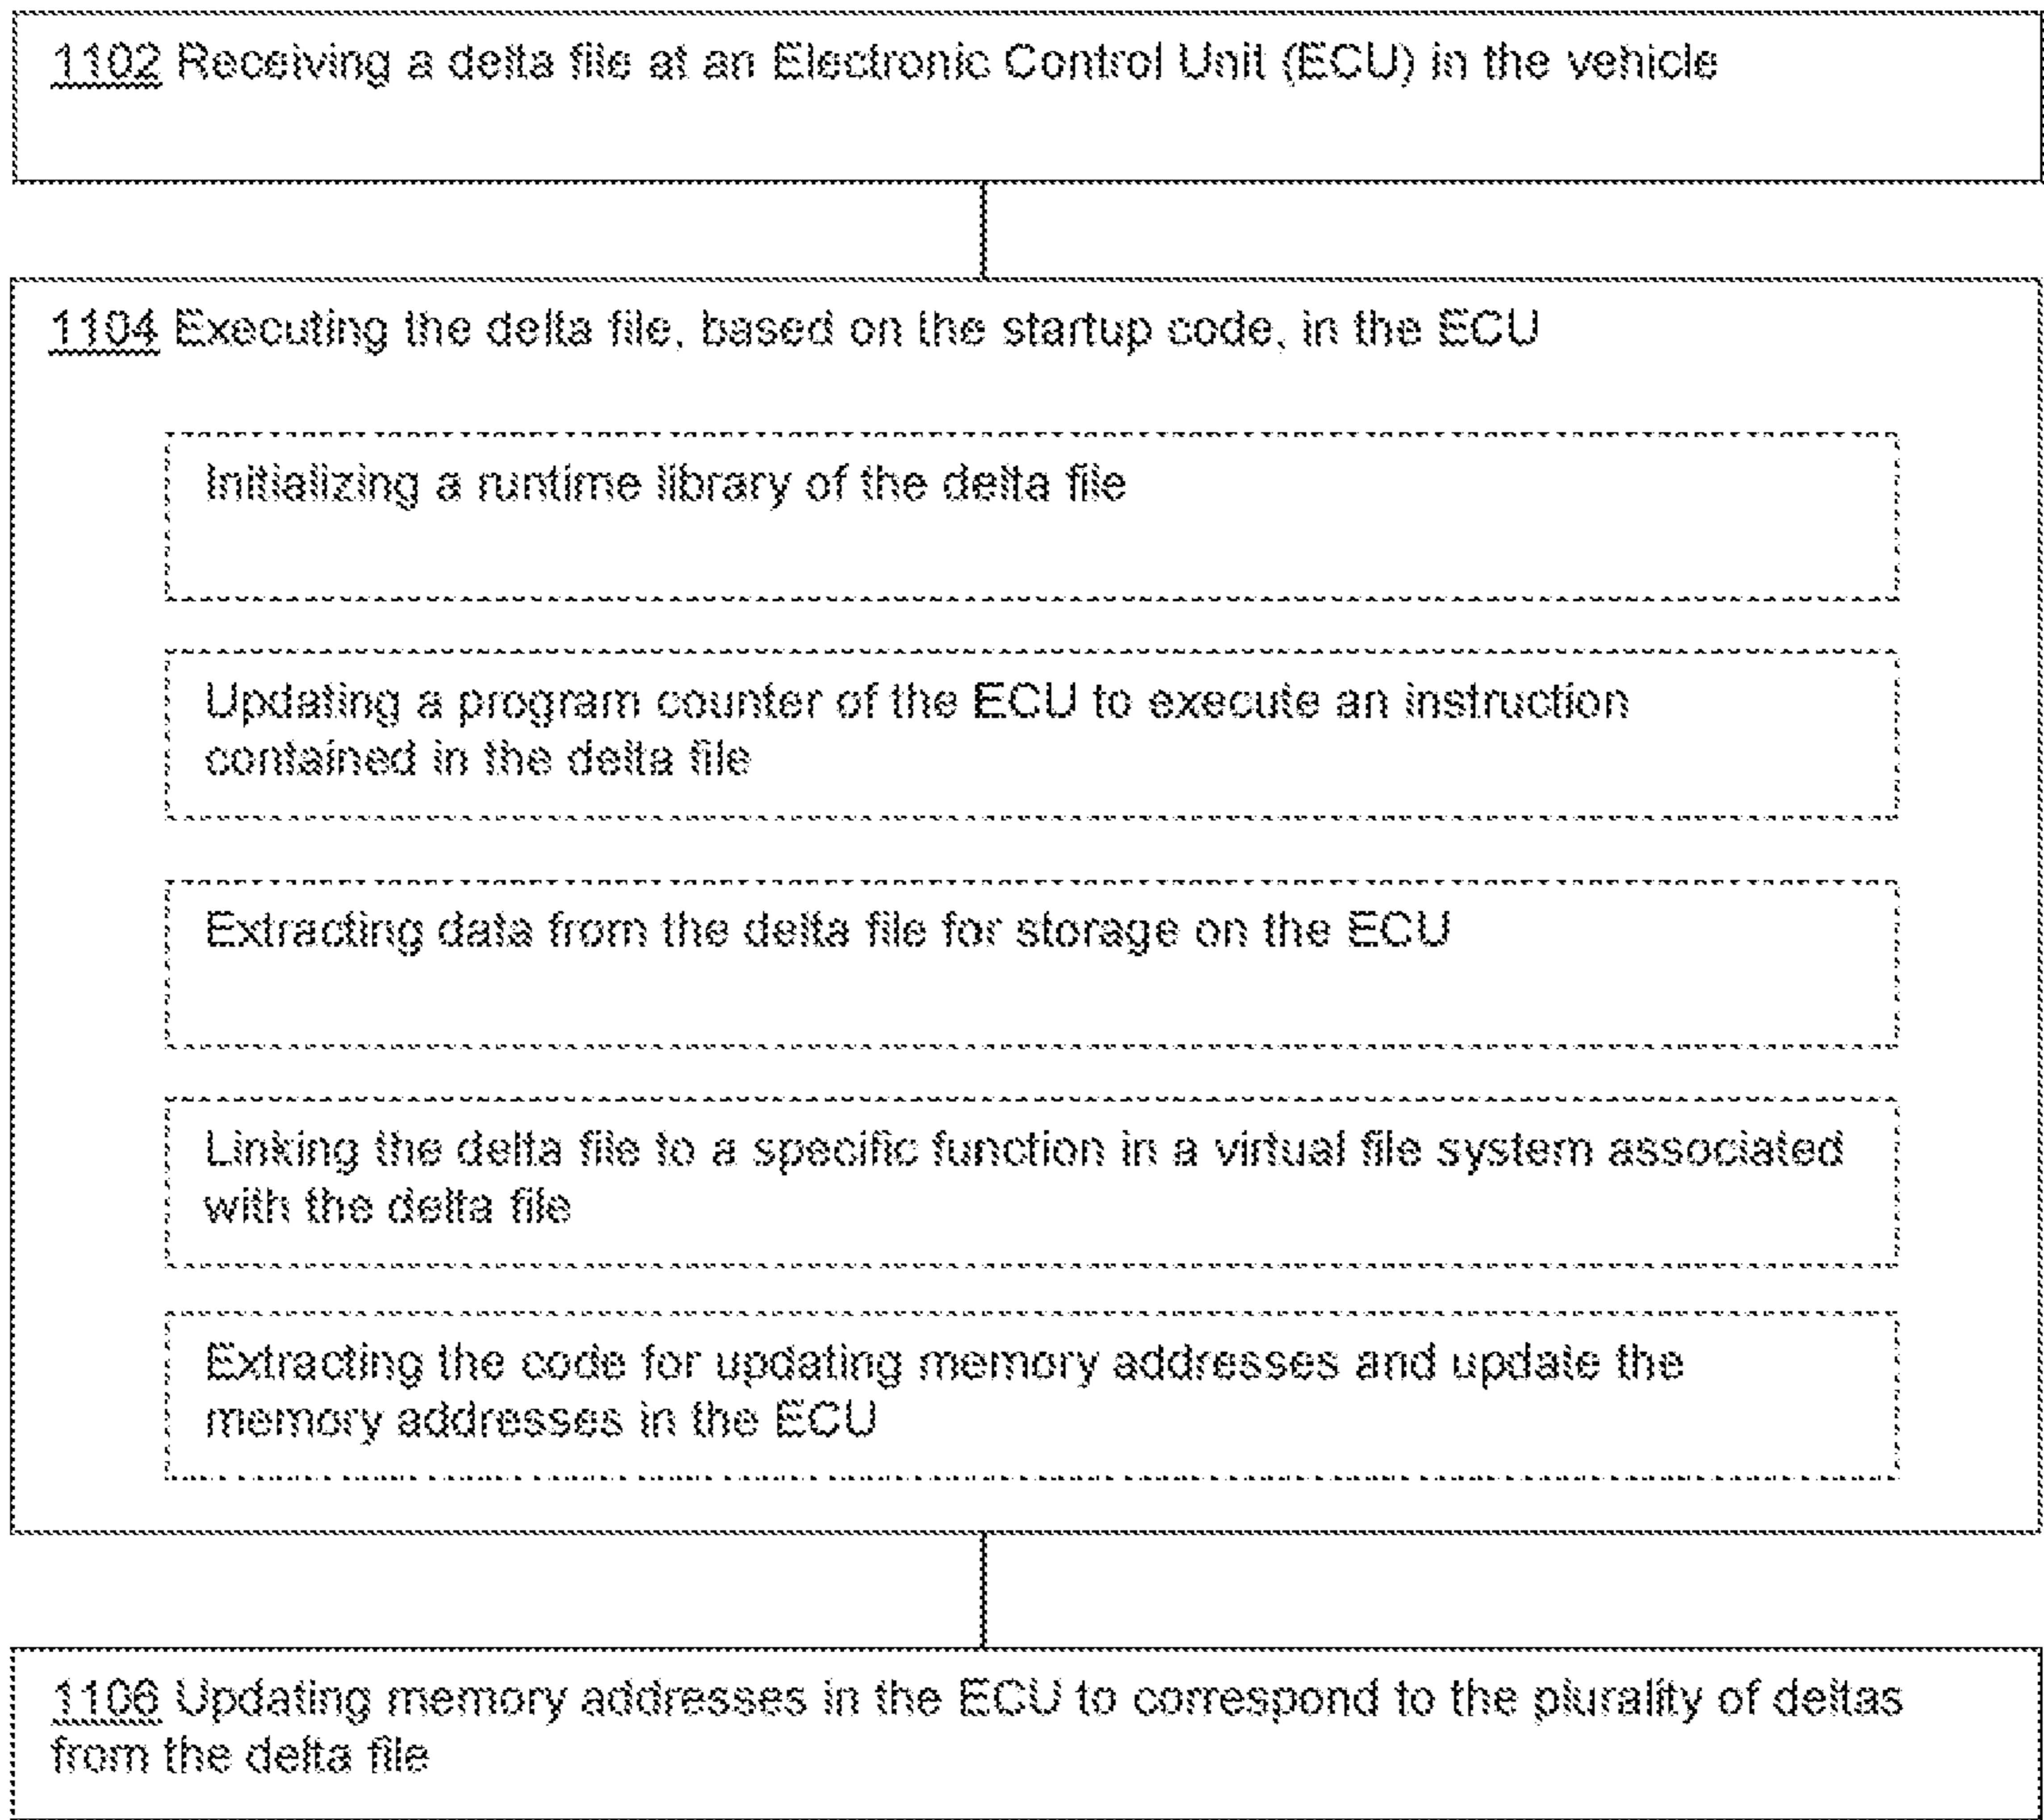 1102 Receiving a delta file at an Electronic Control Unit (ECU) in the vehicle
1104 Executing the delta file, based on the startup code, in the ECU
Initializing a runtime library of the delta file
Updating a program counter of the ECU to execute an instruction
contained in the delta file
Extracting data from the delta file for storage on the ECU
Linking the delta file to a specific function in a virtual file system associated
with the delta file
Extracting the code for updating memory addresses and update the
memory addresses in the ECU
1106 Updating memory addresses in the ECU to correspond to the plurality of deltas
from the delta file